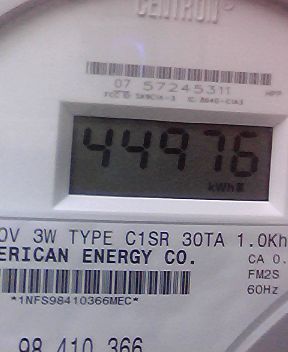 CENTRON
07 57245311
HPP
44976
kWh
0V 3W TYPE C1SR 30TA 1.0Kh
ERICAN ENERGY CO.
CA 0.
FM2S
*1NFS98410366MEC*
60Hz
98 410 366